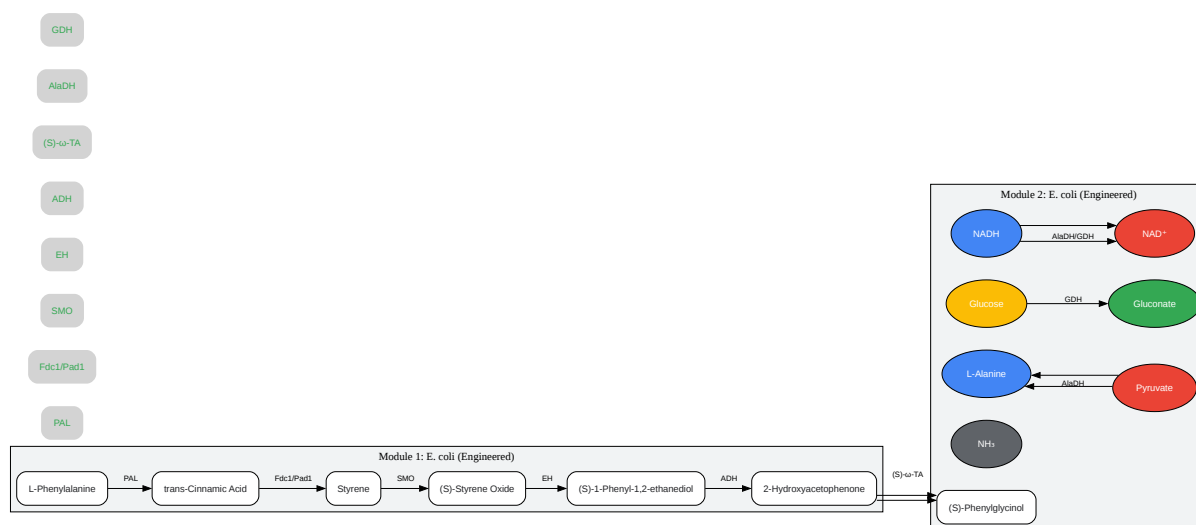 GDH
AlaDH
(S)-ω-TA
ADH
EH
SMO
Fdc1/Pad1
PAL
Module 1: E. coli (Engineered)
L-Phenylalanine
PAL
trans-Cinnamic Acid
Fdc1/Pad1
Styrene
SMO
(S)-Styrene Oxide
EH
(S)-1-Phenyl-1,2-ethanediol
ADH
2-Hydroxyacetophenone
(S)-ω-TA
Module 2: E. coli (Engineered)
NADH
AlaDH/GDH
NAD⁺
Glucose
GDH
Gluconate
L-Alanine
AlaDH
Pyruvate
NH₃
(S)-Phenylglycinol